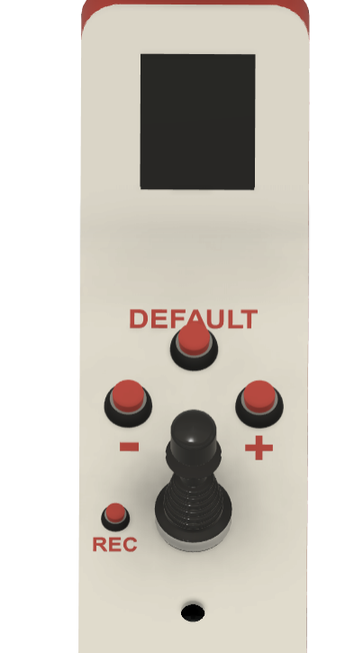 DEFAULT
- +
REC